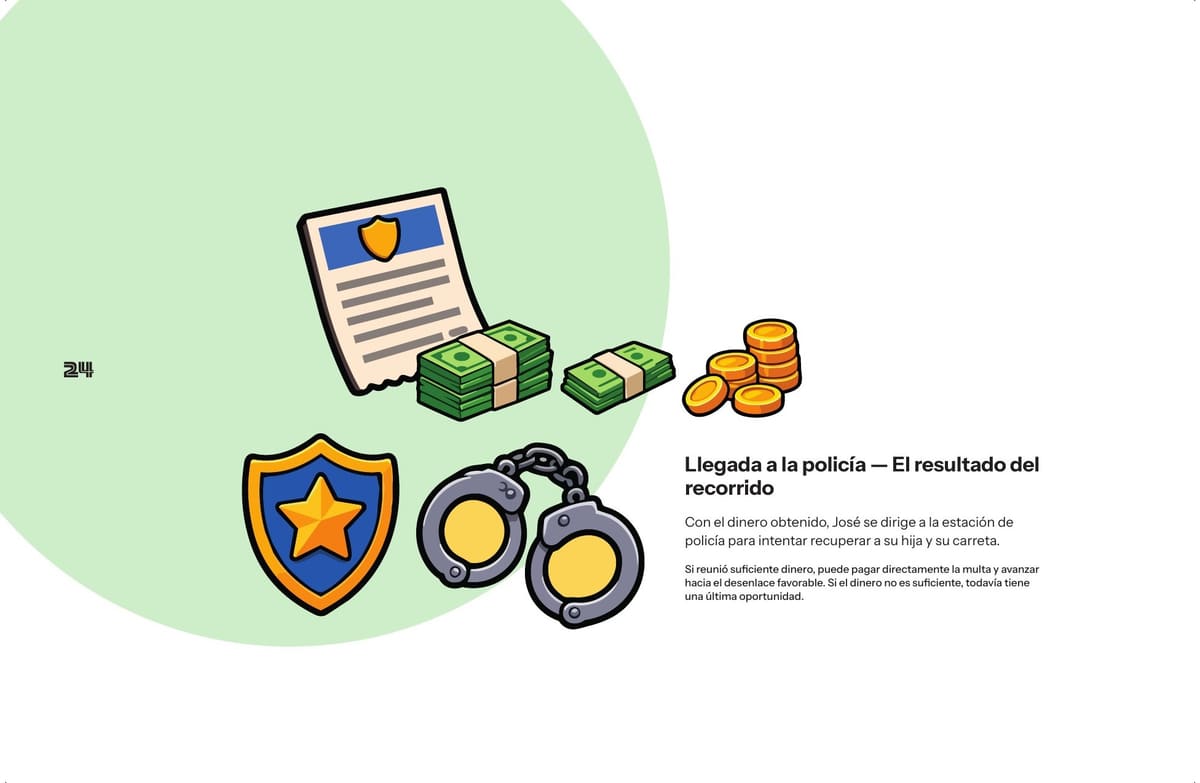 24
Llegada a la policía — El resultado del
recorrido
Con el dinero obtenido, José se dirige a la estación de
policía para intentar recuperar a su hija y su carreta.
Si reunió suficiente dinero, puede pagar directamente la multa y avanzar
hacia el desenlace favorable. Si el dinero no es suficiente, todavía tiene
una última oportunidad.